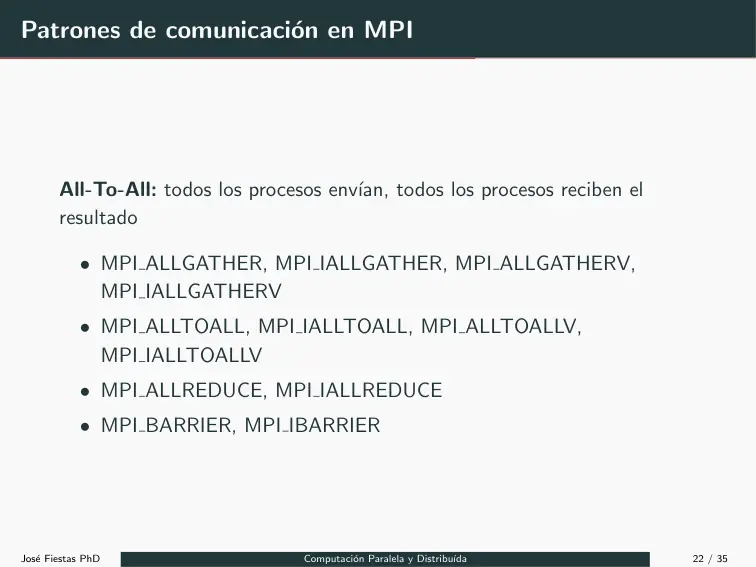 Patrones de comunicación en MPI
All-To-All: todos los procesos envían, todos los procesos reciben el
resultado
• MPI_ALLGATHER, MPI_IALLGATHER, MPI_ALLGATHERV,
MPI_IALLGATHERV
• MPI_ALLTOALL, MPI_IALLTOALL, MPI_ALLTOALLV,
MPI_IALLTOALLV
• MPI_ALLREDUCE, MPI_IALLREDUCE
• MPI_BARRIER, MPI_IBARRIER
José Fiestas PhD Computación Paralela y Distribuída 22 / 35